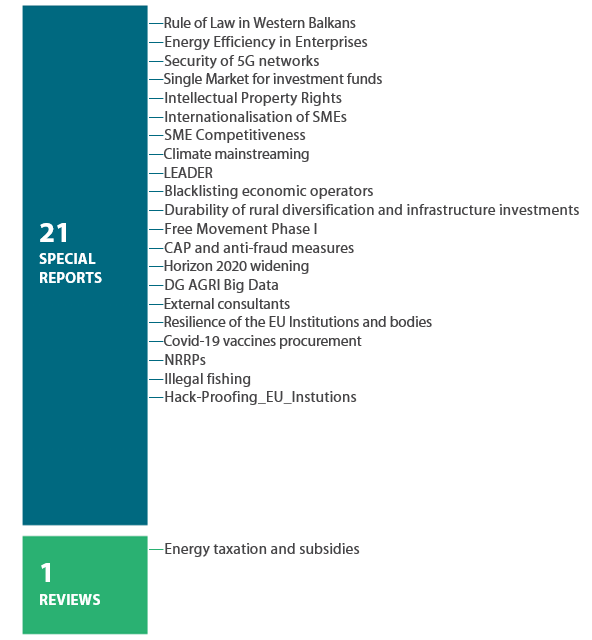 Rule of Law in Western Balkans
Energy Efficiency in Enterprises
Security of 5G networks
Single Market for investment funds
Intellectual Property Rights
Internationalisation of SMEs
SME Competitiveness
Climate mainstreaming
LEADER
Blacklisting economic operators
Durability of rural diversification and infrastructure investments
Free Movement Phase I
CAP and anti-fraud measures
Horizon 2020 widening
DG AGRI Big Data
External consultants
Resilience of the EU Institutions and bodies
Covid-19 vaccines procurement
NRRPs
Illegal fishing
Hack-Proofing_EU_Instutions
21
SPECIAL
REPORTS
Energy taxation and subsidies
1
REVIEWS